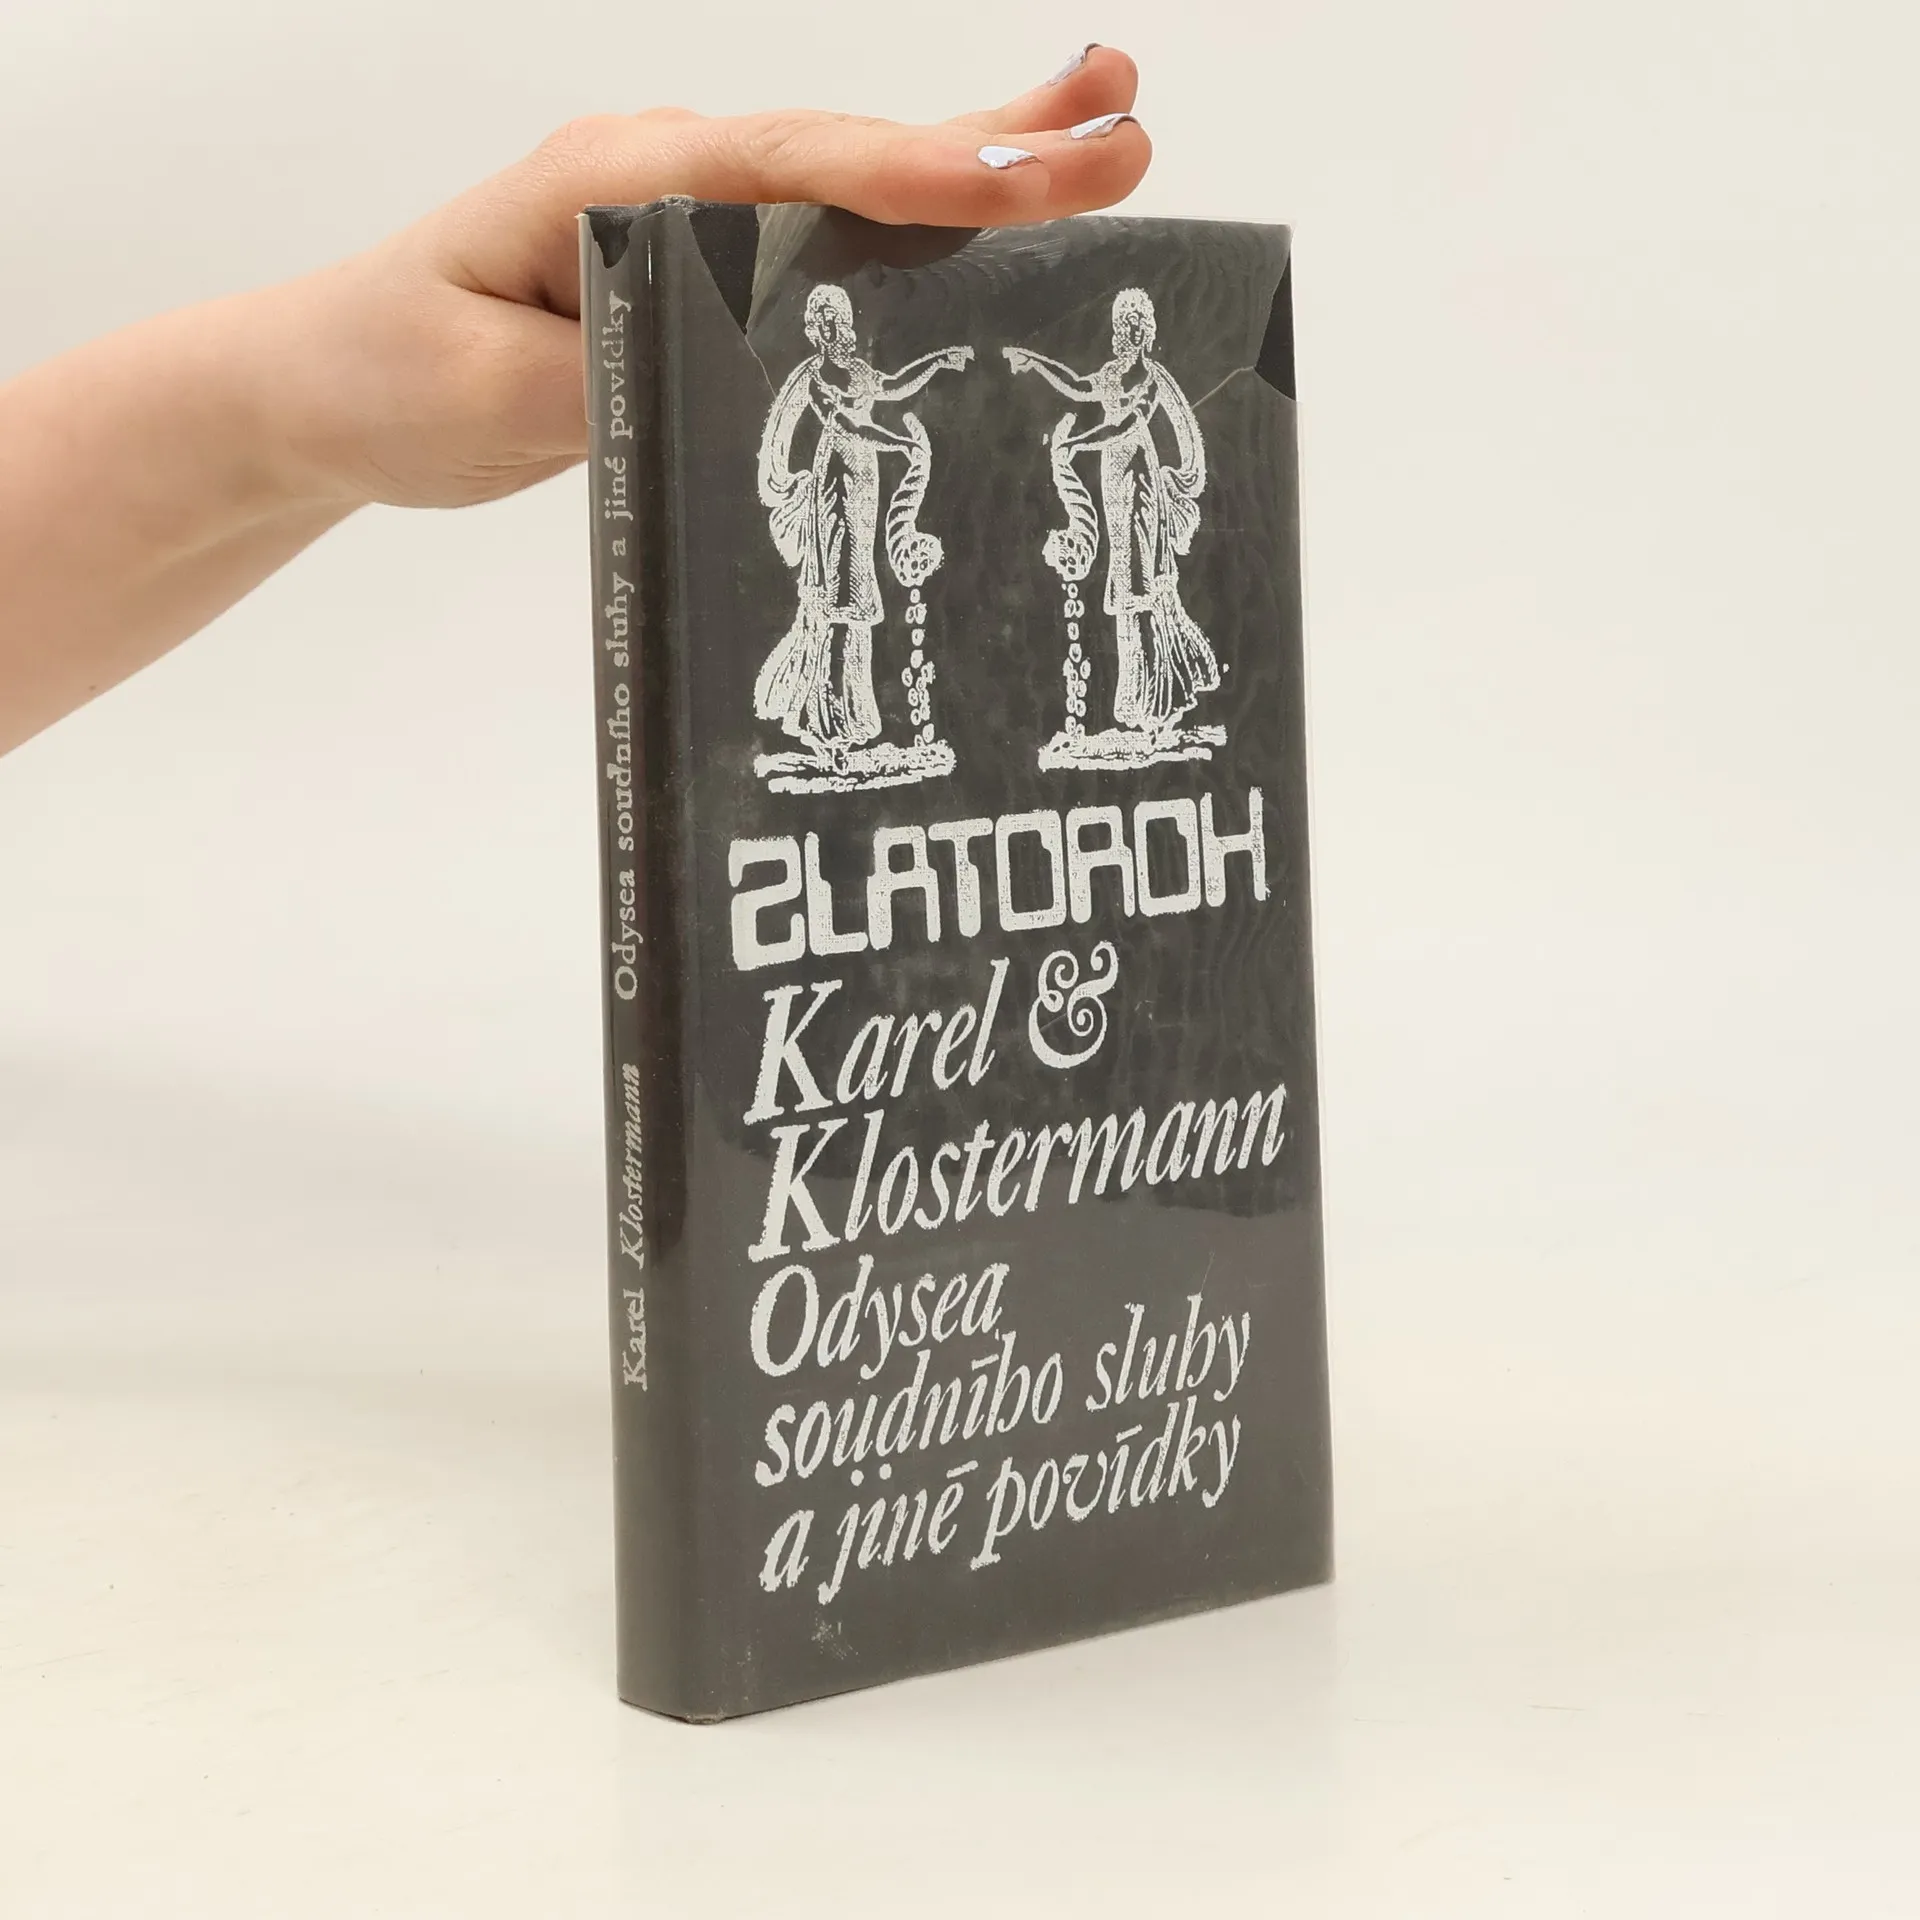 ZLATOROH
Karel &
Klostermann
Odysea
soudního sluhy
a jiné povídky
Karel Klostermann Odysea soudního sluhy a jiné povídky